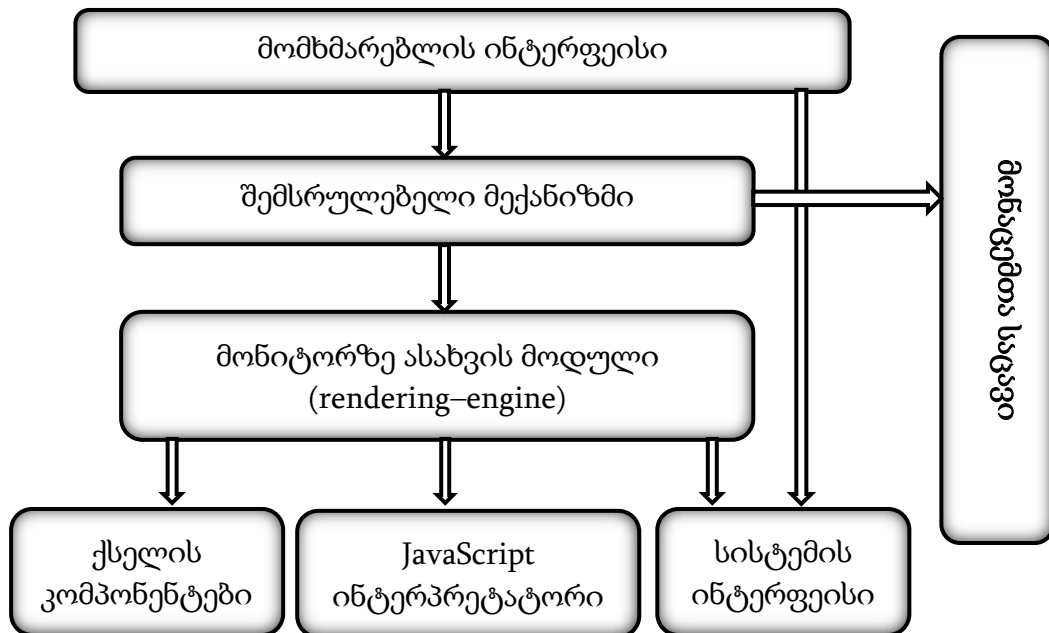 მომხმარებლის ინტერფეისი
შემსრულებელი მექანიზმი
მონაცემთა საცავი
მონიტორზე ასახვის მოდული
(rendering–engine)
ქსელის
კომპონენტები
JavaScript
ინტერპრეტატორი
სისტემის
ინტერფეისი